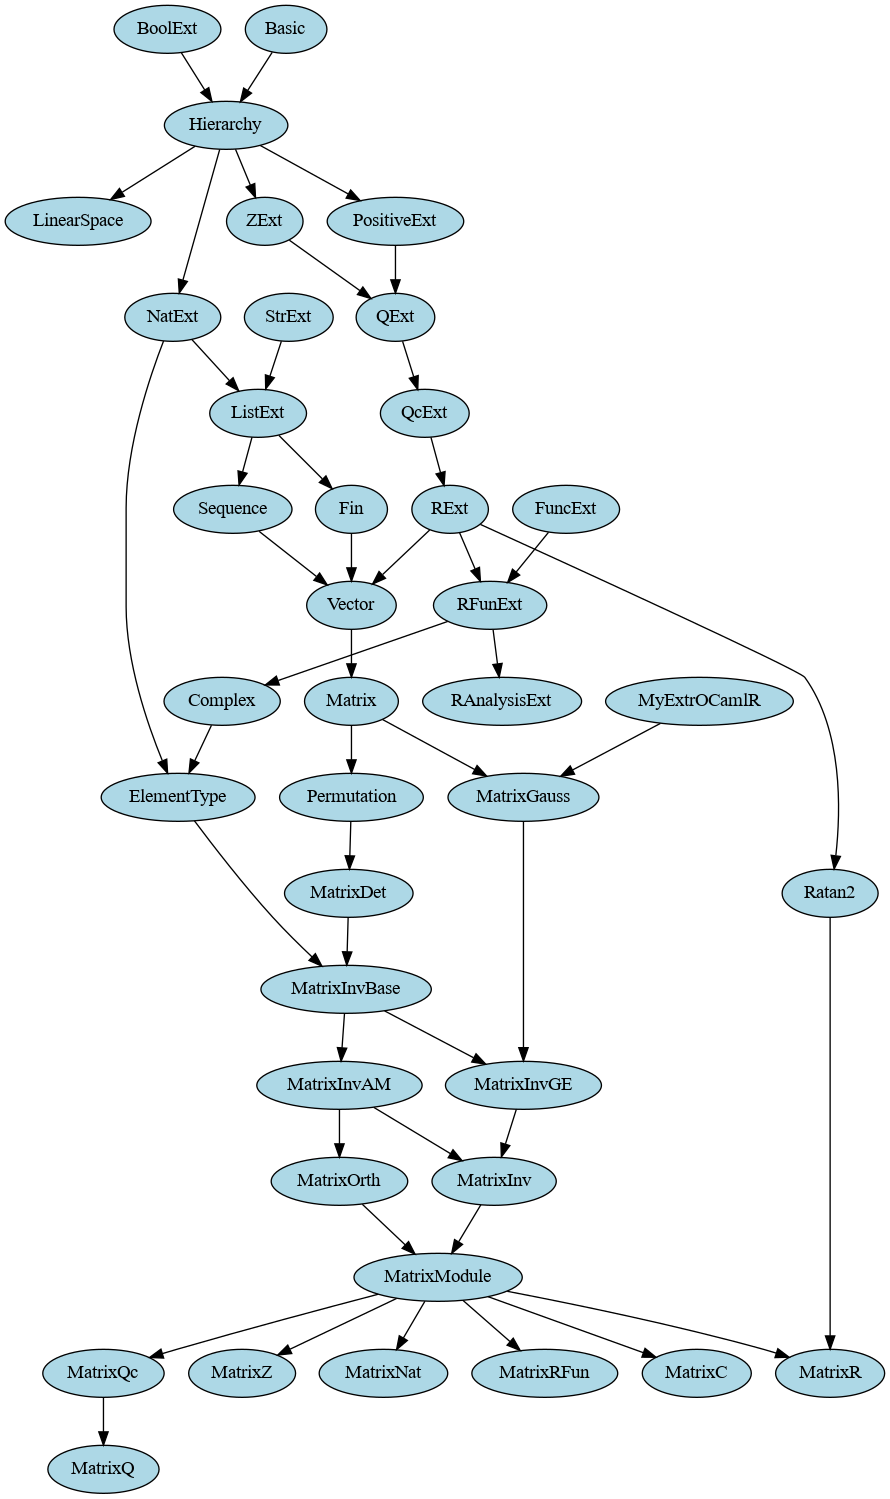 BoolExt
Basic
Hierarchy
LinearSpace
ZExt
PositiveExt
NatExt
StrExt
QExt
ListExt
QcExt
Sequence
Fin
RExt
FuncExt
Vector
RFunExt
Complex
Matrix
RAnalysisExt
MyExtrOCamlR
ElementType
Permutation
MatrixGauss
MatrixDet
Ratan2
MatrixInvBase
MatrixInvAM
MatrixInvGE
MatrixOrth
MatrixInv
MatrixModule
MatrixQc
MatrixZ
MatrixNat
MatrixRFun
MatrixC
MatrixR
MatrixQ